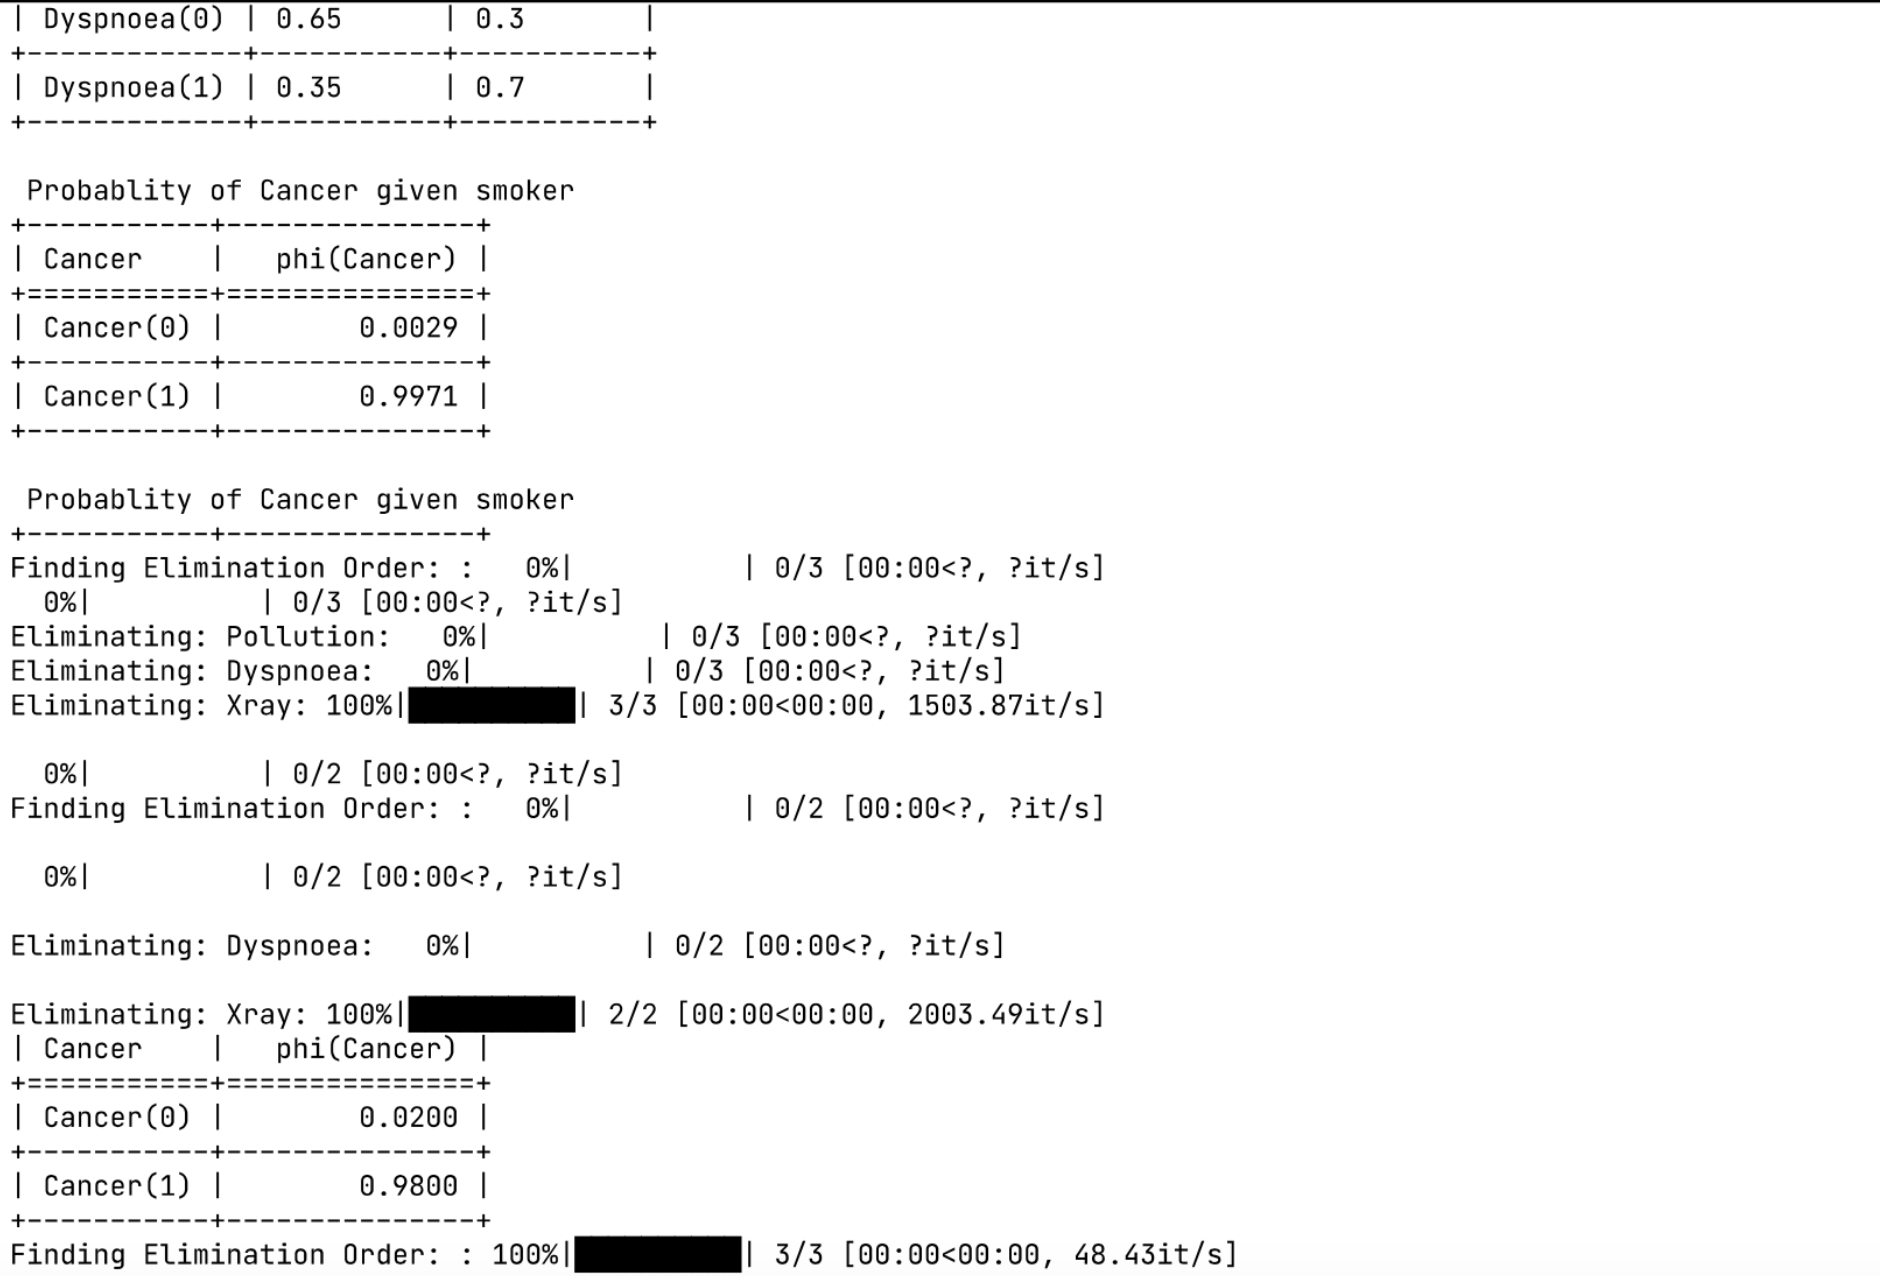 | Dyspnoea(0) | 0.65      | 0.3       |
+-------------+-----------+-----------+
| Dyspnoea(1) | 0.35      | 0.7       |
+-------------+-----------+-----------+
 Probablity of Cancer given smoker
+-----------+---------------+
| Cancer    |   phi(Cancer) |
+===========+===============+
| Cancer(0) |        0.0029 |
+-----------+---------------+
| Cancer(1) |        0.9971 |
+-----------+---------------+
 Probablity of Cancer given smoker
+-----------+---------------+
Finding Elimination Order: :   0%|          | 0/3 [00:00<?, ?it/s]
  0%|          | 0/3 [00:00<?, ?it/s]
Eliminating: Pollution:   0%|          | 0/3 [00:00<?, ?it/s]
Eliminating: Dyspnoea:   0%|          | 0/3 [00:00<?, ?it/s]
Eliminating: Xray: 100%|██████████| 3/3 [00:00<00:00, 1503.87it/s]
  0%|          | 0/2 [00:00<?, ?it/s]
Finding Elimination Order: :   0%|          | 0/2 [00:00<?, ?it/s]
  0%|          | 0/2 [00:00<?, ?it/s]
Eliminating: Dyspnoea:   0%|          | 0/2 [00:00<?, ?it/s]
Eliminating: Xray: 100%|██████████| 2/2 [00:00<00:00, 2003.49it/s]
| Cancer    |   phi(Cancer) |
+===========+===============+
| Cancer(0) |        0.0200 |
+-----------+---------------+
| Cancer(1) |        0.9800 |
+-----------+---------------+
Finding Elimination Order: : 100%|██████████| 3/3 [00:00<00:00, 48.43it/s]